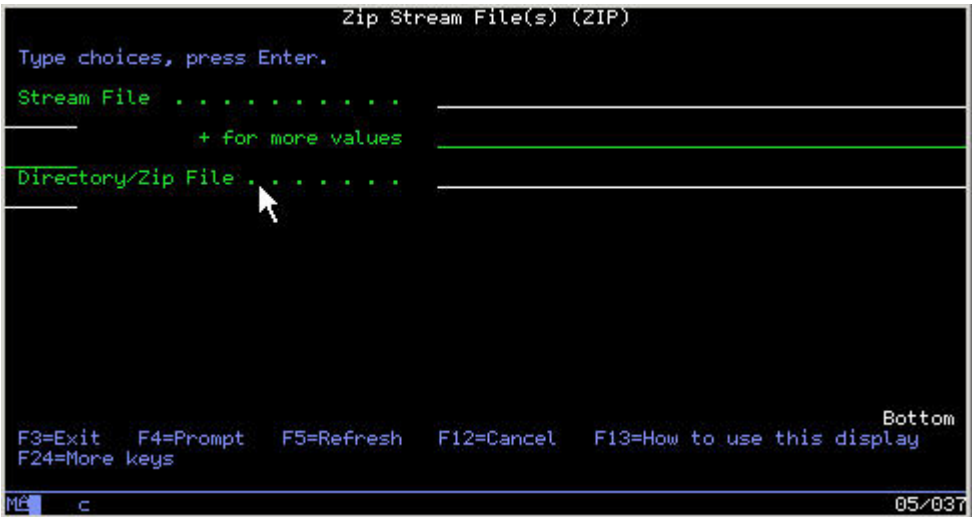 Zip Stream File(s) (ZIP)
Type choices, press Enter.
Stream File . . . . . . . . . .
+ for more values
Directory/Zip File . . . . . . .
Bottom
F3=Exit F4=Prompt F5=Refresh F12=Cancel F13=How to use this display
F24=More keys
MA c 05/037